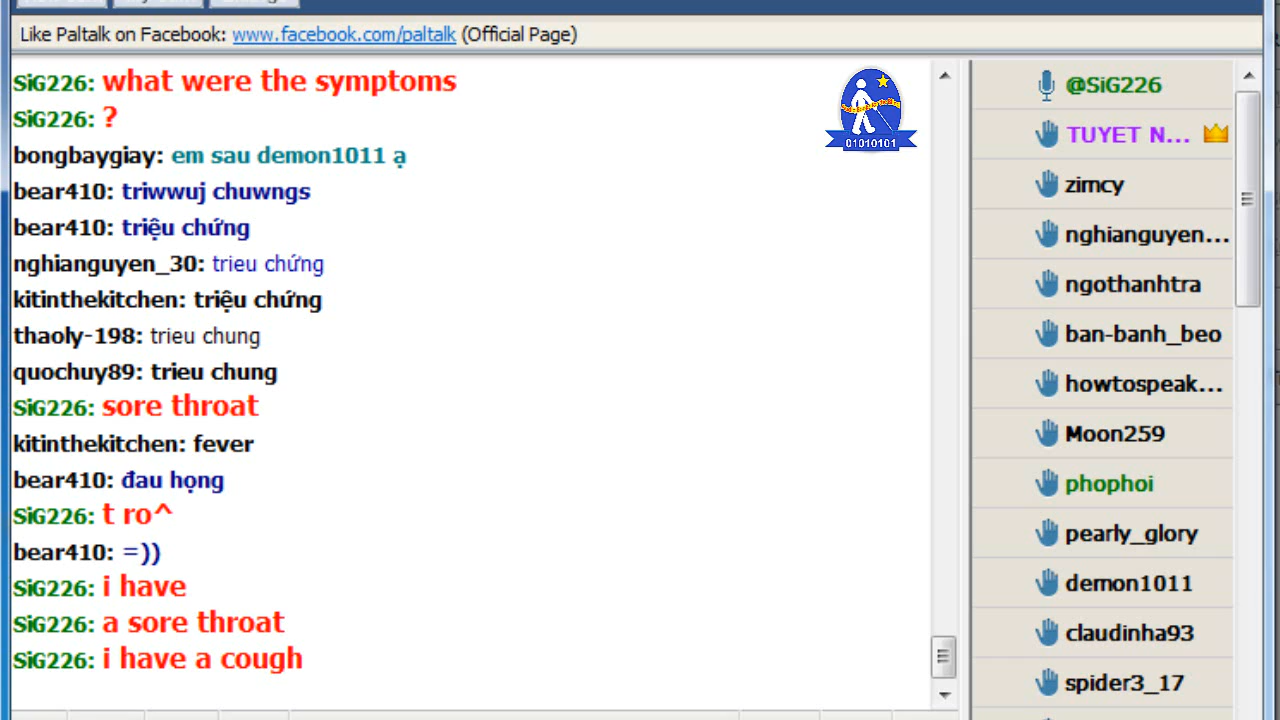 Like Paltalk on Facebook: www.facebook.com/paltalk (Official Page)
SiG226: what were the symptoms
SiG226: ?
bongbaygiay: em sau demon1011 ạ
bear410: triwwuj chuwngs
bear410: triệu chứng
nghianguyen_30: trieu chứng
kitinthekitchen: triệu chứng
thaoly-198: trieu chung
quochuy89: trieu chung
SiG226: sore throat
kitinthekitchen: fever
bear410: đau họng
SiG226: t ro^
bear410: =))
SiG226: i have
SiG226: a sore throat
SiG226: i have a cough
01010101
@SiG226
TUYET N...
zimcy
nghianguyen...
ngothanhtra
ban-banh_beo
howtospeak...
Moon259
phophoi
pearly_glory
demon1011
claudinha93
spider3_17